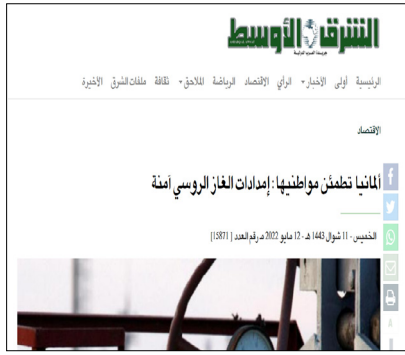 الشرق الأوسط
جريدة العرب الدولية
الرئيسية أولى الأخبار الرأي الاقتصاد الرياضة الملاحق ثقافة ملفات الشرق الأخيرة
الاقتصاد
ألمانيا تطمئن مواطنيها: إمدادات الغاز الروسي آمنة
الخميس - 11 شوال 1443 هـ - 12 مايو 2022 مـ رقم العدد [15871]